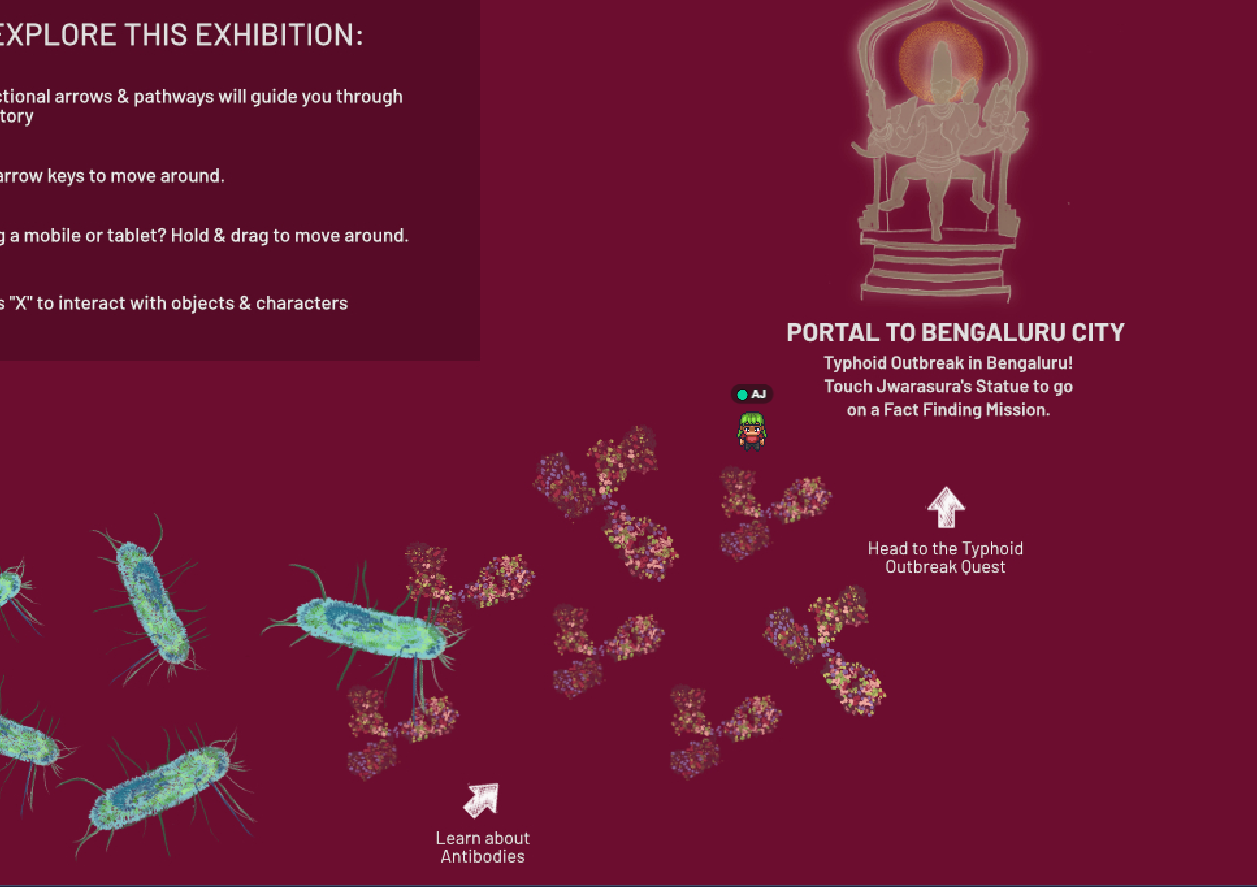 EXPLORE THIS EXHIBITION:
ctional arrows & pathways will guide you through
tory
arrow keys to move around.
g a mobile or tablet? Hold & drag to move around.
s "X" to interact with objects & characters
PORTAL TO BENGALURU CITY
Typhoid Outbreak in Bengaluru!
Touch Jwarasura's Statue to go
on a Fact Finding Mission.
AJ
Head to the Typhoid
Outbreak Quest
Learn about
Antibodies